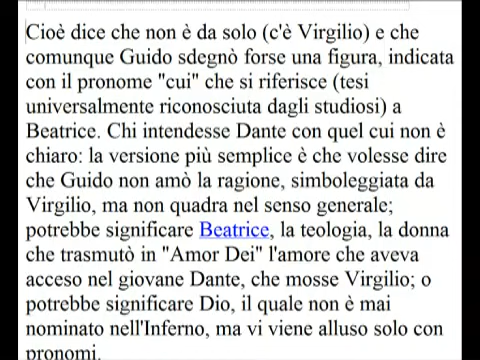 Cioè dice che non è da solo (c'è Virgilio) e che
comunque Guido sdegnò forse una figura, indicata
con il pronome "cui" che si riferisce (tesi
universalmente riconosciuta dagli studiosi) a
Beatrice. Chi intendesse Dante con quel cui non è
chiaro: la versione più semplice è che volesse dire
che Guido non amò la ragione, simboleggiata da
Virgilio, ma non quadra nel senso generale;
potrebbe significare Beatrice, la teologia, la donna
che trasmutò in "Amor Dei" l'amore che aveva
acceso nel giovane Dante, che mosse Virgilio; o
potrebbe significare Dio, il quale non è mai
nominato nell'Inferno, ma vi viene alluso solo con
pronomi.